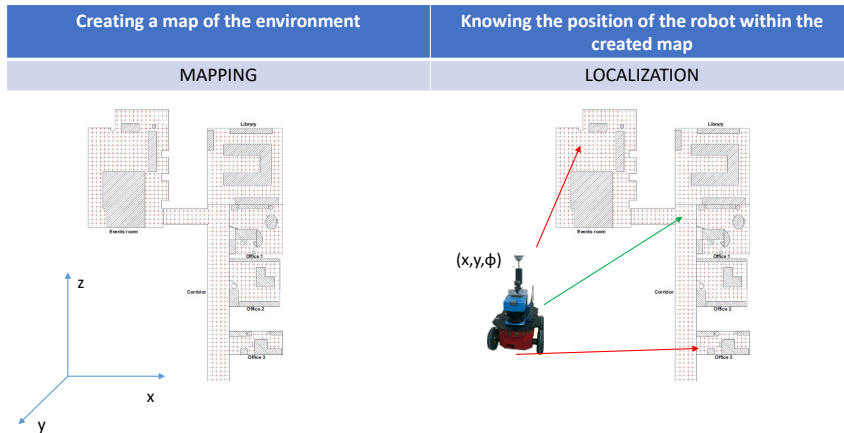 Creating a map of the environment
Knowing the position of the robot within the
created map
MAPPING
LOCALIZATION
Library
Events room
Office 1
Corridor
Office 2
Office 3
z
x
y
Library
Events room
(x,y,ϕ)
Office 1
Corridor
Office 2
Office 3